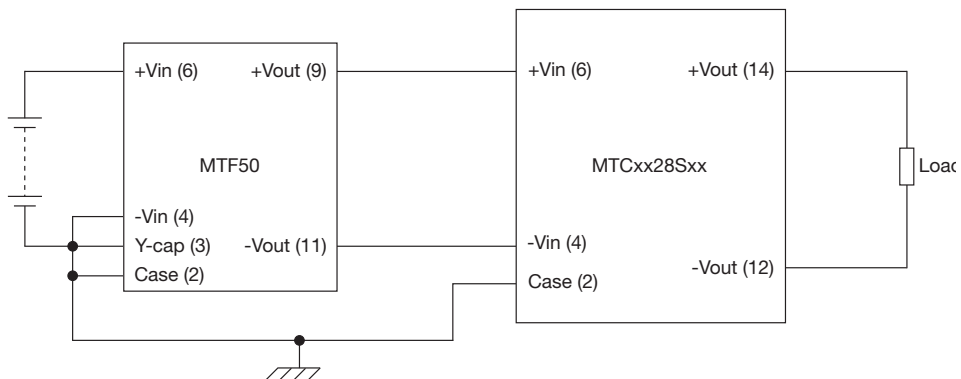 +Vin (6)
+Vout (9)
MTF50
-Vin (4)
Y-cap (3)
-Vout (11)
Case (2)
+Vin (6)
+Vout (14)
MTCxx28Sxx
-Vin (4)
Case (2)
-Vout (12)
Load